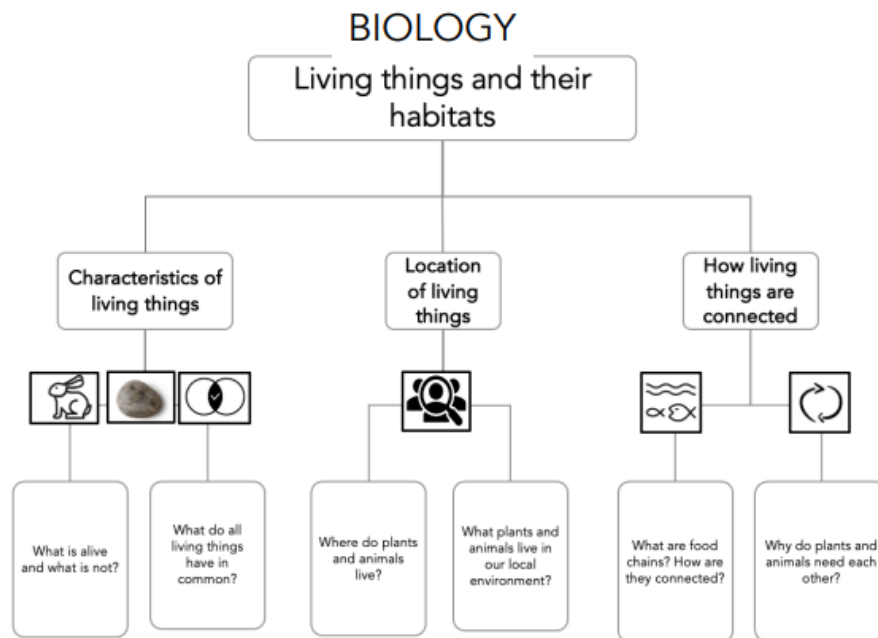 BIOLOGY
Living things and their
habitats
Characteristics of
living things
Location
of living
things
How living
things are
connected
What is alive
and what is not?
What do all
living things
have in
common?
Where do plants
and animals
live?
What plants and
animals live in
our local
environment?
What are food
chains? How are
they connected?
Why do plants and
animals need each
other?